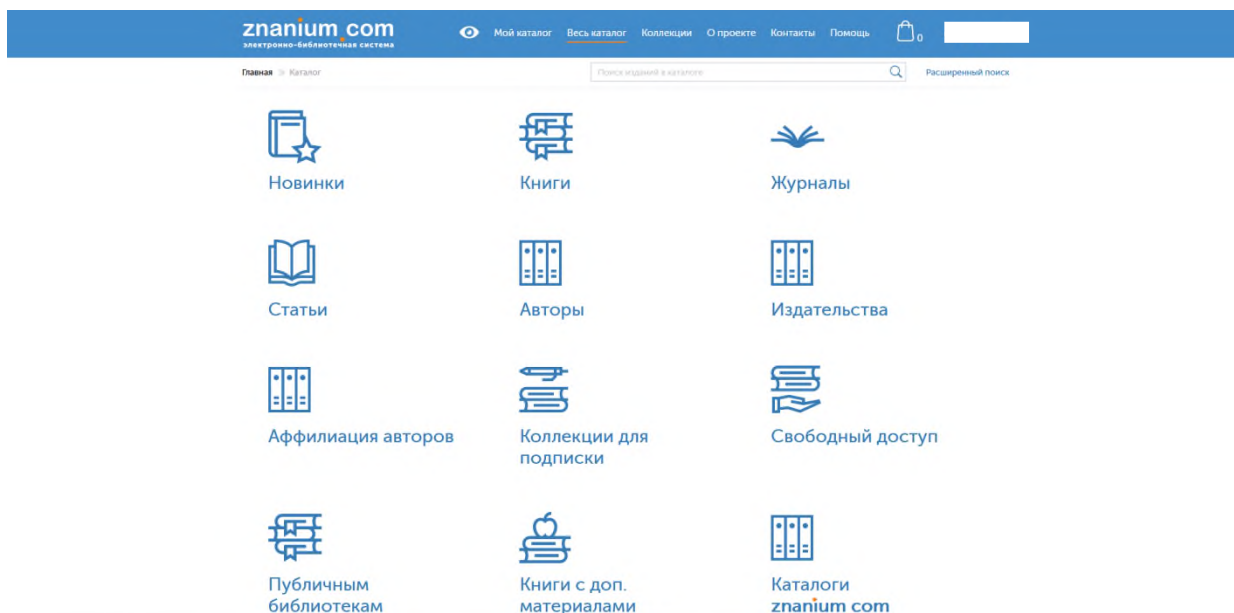 znanium.com
электронно-библиотечная система
Мой каталог Весь каталог Коллекции О проекте Контакты Помощь 0
Главная » Каталог
Поиск изданий в каталоге
Расширенный поиск
Новинки Книги Журналы
Статьи Авторы Издательства
Аффилиация авторов Коллекции для Свободный доступ
подписки
Публичным Книги с доп. Каталоги
библиотекам материалами znanium com